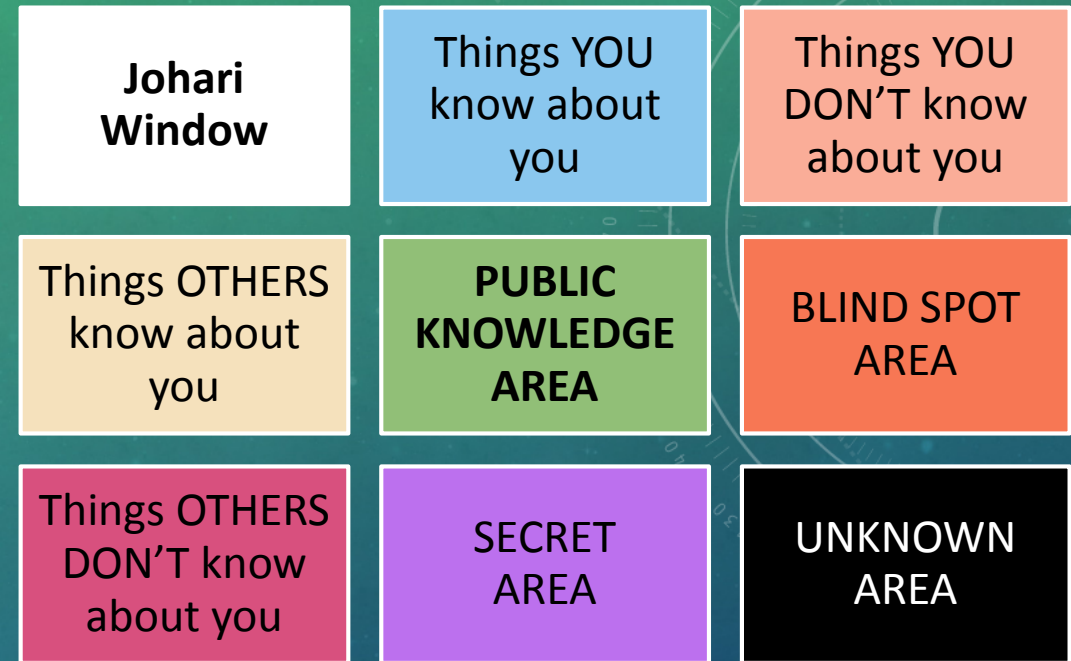 Johari
Window
Things YOU
know about
you
Things YOU
DON’T know
about you
Things OTHERS
know about
you
PUBLIC
KNOWLEDGE
AREA
BLIND SPOT
AREA
Things OTHERS
DON’T know
about you
SECRET
AREA
UNKNOWN
AREA